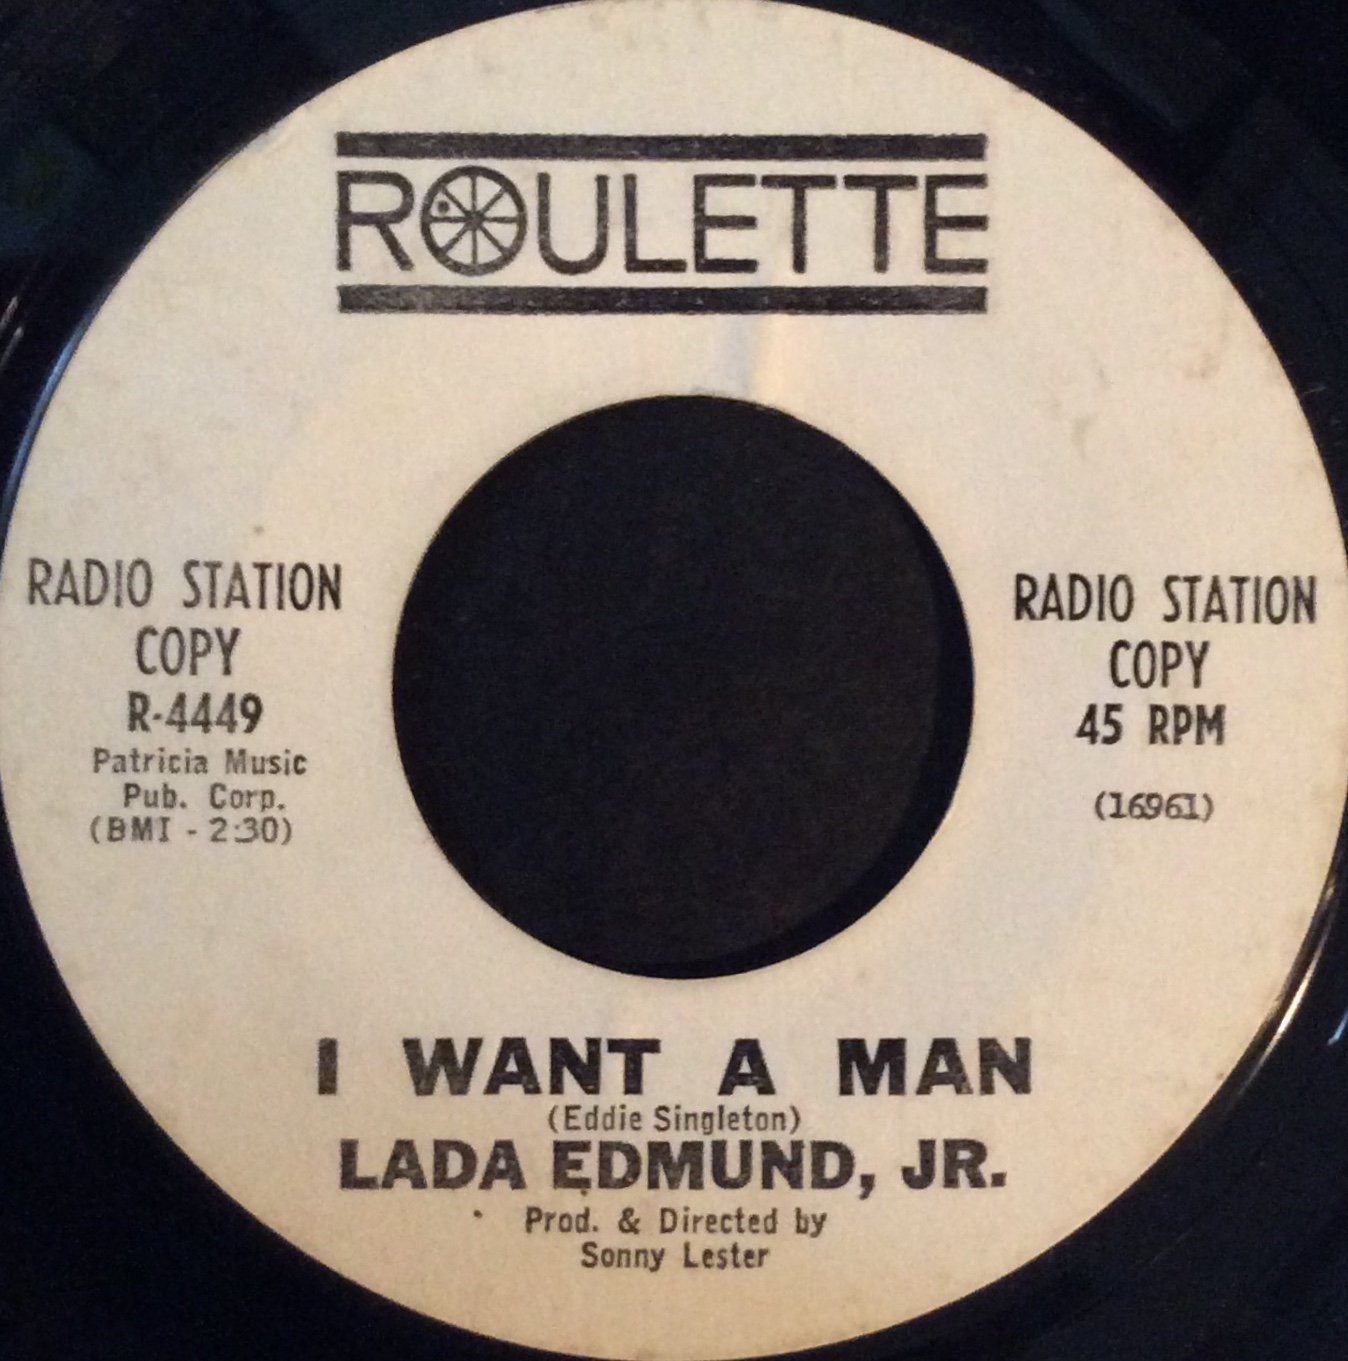 ROULETTE
RADIO STATION
COPY
R-4449
Patricia Music
Pub. Corp.
(BMI - 2:30)
RADIO STATION
COPY
45 RPM
(16961)
I WANT A MAN
(Eddie Singleton)
LADA EDMUND, JR.
Prod. & Directed by
Sonny Lester